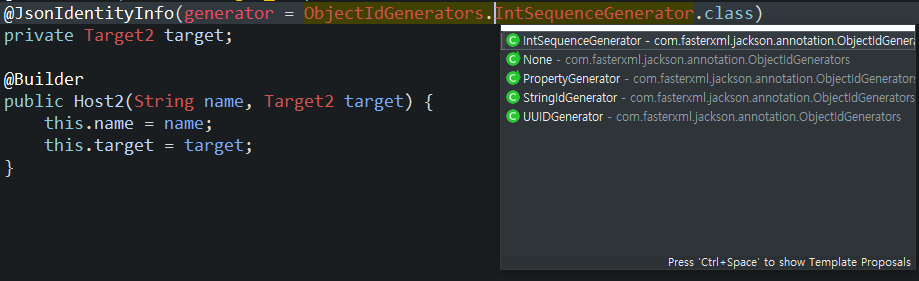 @JsonIdentityInfo(generator = ObjectIdGenerators.IntSequenceGenerator.class)
private Target2 target;
@Builder
public Host2(String name, Target2 target) {
this.name = name;
this.target = target;
}
IntSequenceGenerator - com.fasterxml.jackson.annotation.ObjectIdGenera
None - com.fasterxml.jackson.annotation.ObjectIdGenerators
PropertyGenerator - com.fasterxml.jackson.annotation.ObjectIdGenerators
StringIdGenerator - com.fasterxml.jackson.annotation.ObjectIdGenerators
UUIDGenerator - com.fasterxml.jackson.annotation.ObjectIdGenerators
Press 'Ctrl+Space' to show Template Proposals